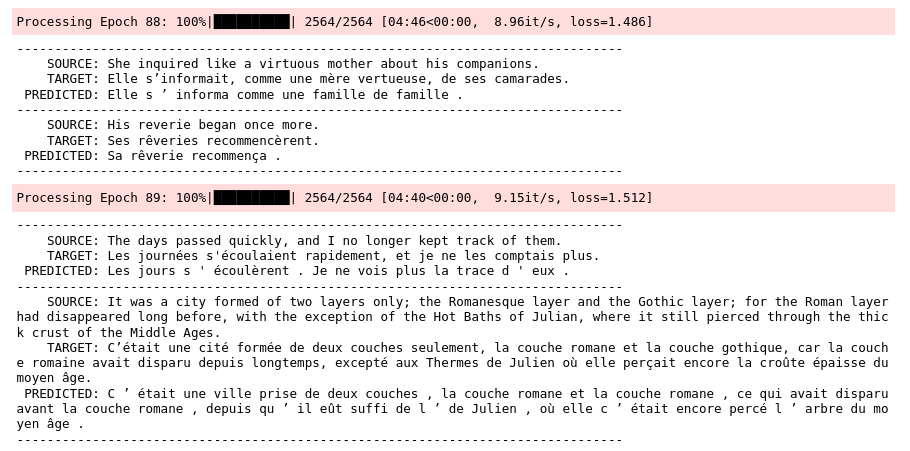 Processing Epoch 88: 100%|██████████| 2564/2564 [04:46<00:00,  8.96it/s, loss=1.486]
--------------------------------------------------------------------------------
    SOURCE: She inquired like a virtuous mother about his companions.
    TARGET: Elle s’informait, comme une mère vertueuse, de ses camarades.
 PREDICTED: Elle s ’ informa comme une famille de famille .
--------------------------------------------------------------------------------
    SOURCE: His reverie began once more.
    TARGET: Ses rêveries recommencèrent.
 PREDICTED: Sa rêverie recommença .
--------------------------------------------------------------------------------
Processing Epoch 89: 100%|██████████| 2564/2564 [04:40<00:00,  9.15it/s, loss=1.512]
--------------------------------------------------------------------------------
    SOURCE: The days passed quickly, and I no longer kept track of them.
    TARGET: Les journées s'écoulaient rapidement, et je ne les comptais plus.
 PREDICTED: Les jours s ' écoulèrent . Je ne vois plus la trace d ' eux .
--------------------------------------------------------------------------------
    SOURCE: It was a city formed of two layers only; the Romanesque layer and the Gothic layer; for the Roman layer
had disappeared long before, with the exception of the Hot Baths of Julian, where it still pierced through the thic
k crust of the Middle Ages.
    TARGET: C’était une cité formée de deux couches seulement, la couche romane et la couche gothique, car la couch
e romaine avait disparu depuis longtemps, excepté aux Thermes de Julien où elle perçait encore la croûte épaisse du
moyen âge.
 PREDICTED: C ’ était une ville prise de deux couches , la couche romane et la couche romane , ce qui avait disparu
avant la couche romane , depuis qu ’ il eût suffi de l ’ de Julien , où elle c ’ était encore percé l ’ arbre du mo
yen âge .
--------------------------------------------------------------------------------